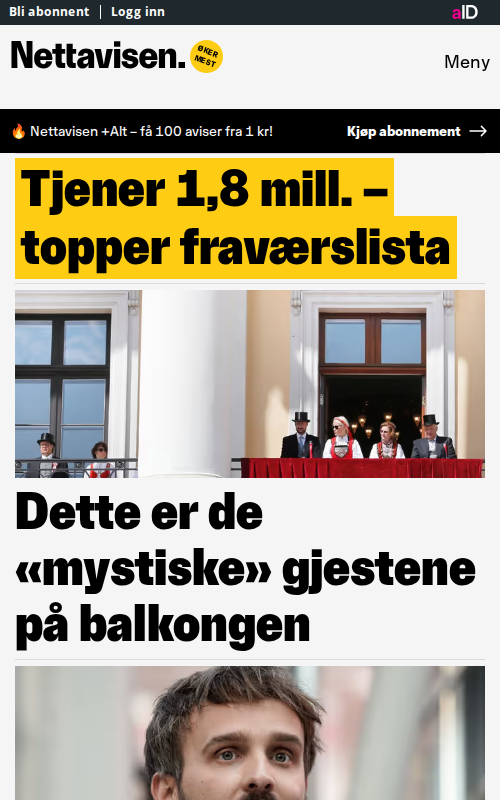 Bli abonnent | Logg inn
aID
Nettavisen.
ØKER
MEST
Meny
🔥 Nettavisen +Alt – få 100 aviser fra 1 kr!
Kjøp abonnement →
Tjener 1,8 mill. –
topper fraværslista
Dette er de
«mystiske» gjestene
på balkongen